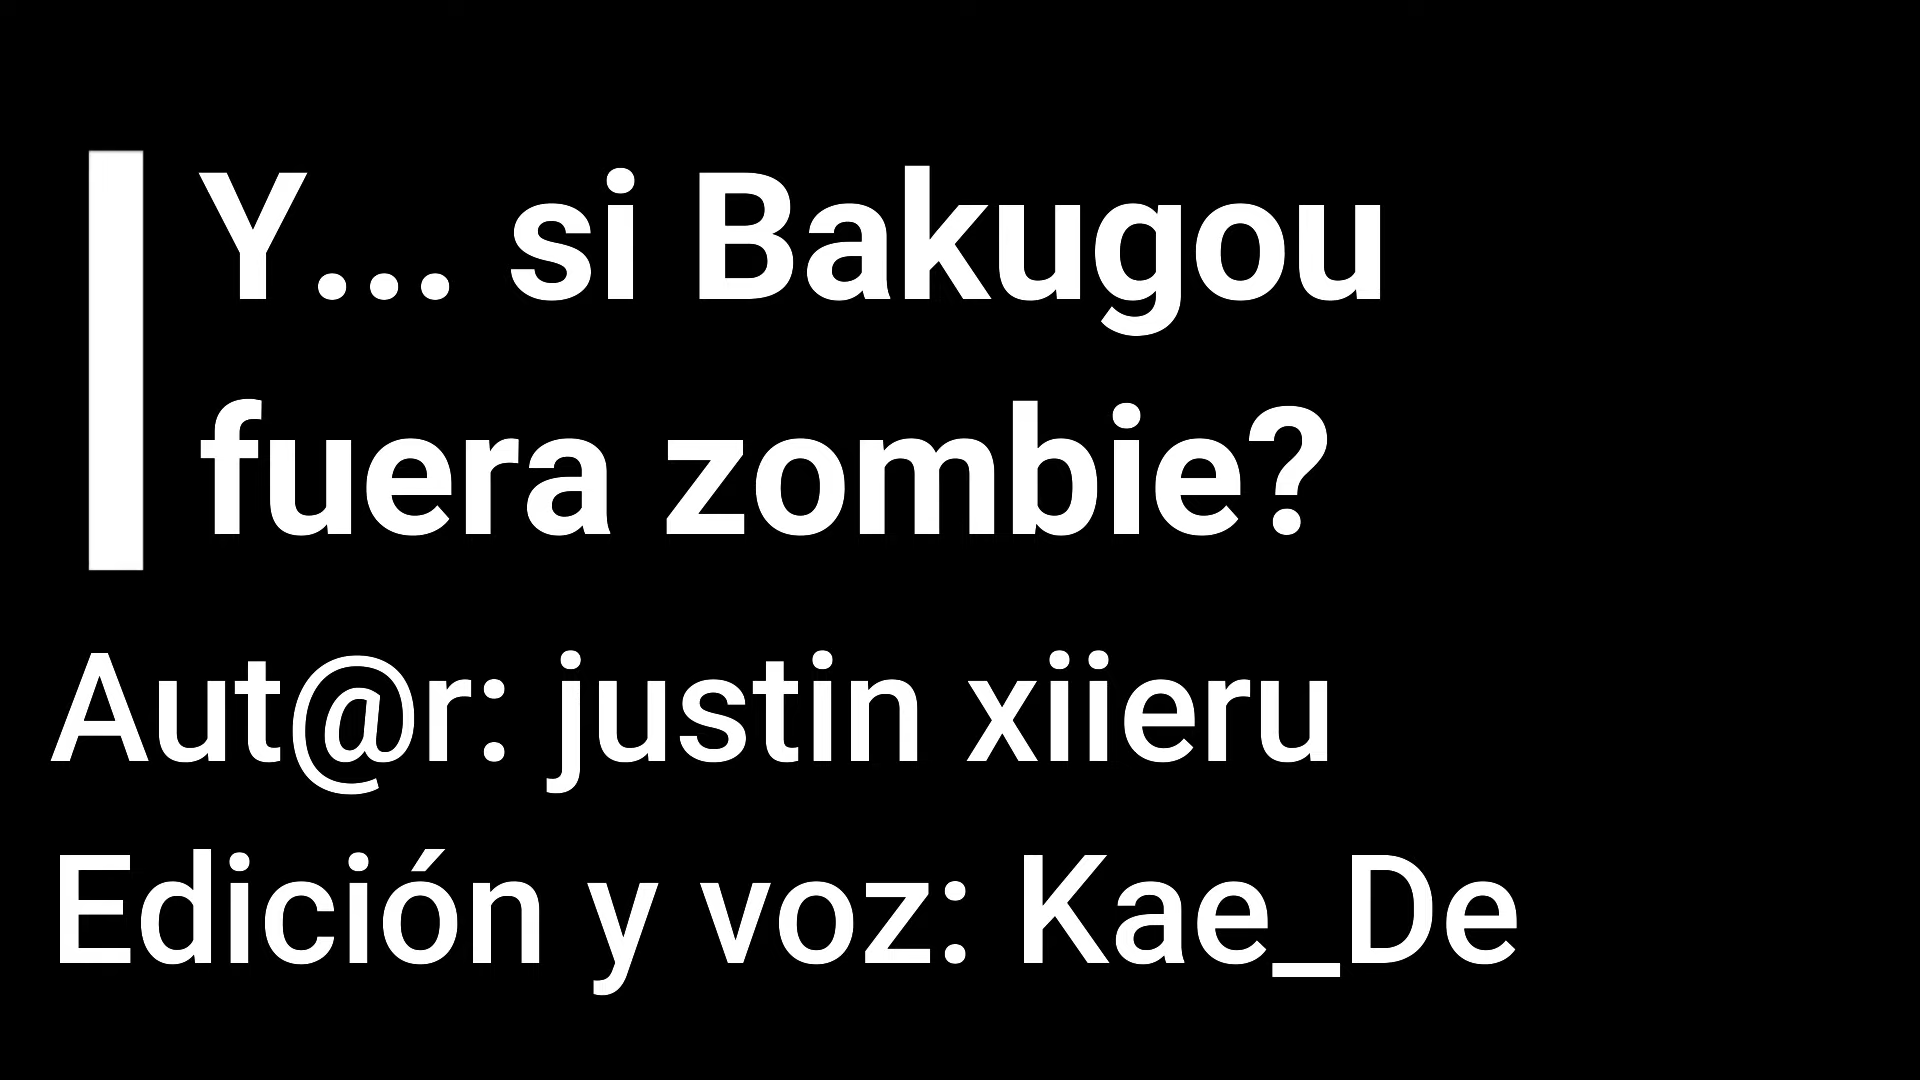 Y... si Bakugou
fuera zombie?
Aut@r: justin xiieru
Edición y voz: Kae_De